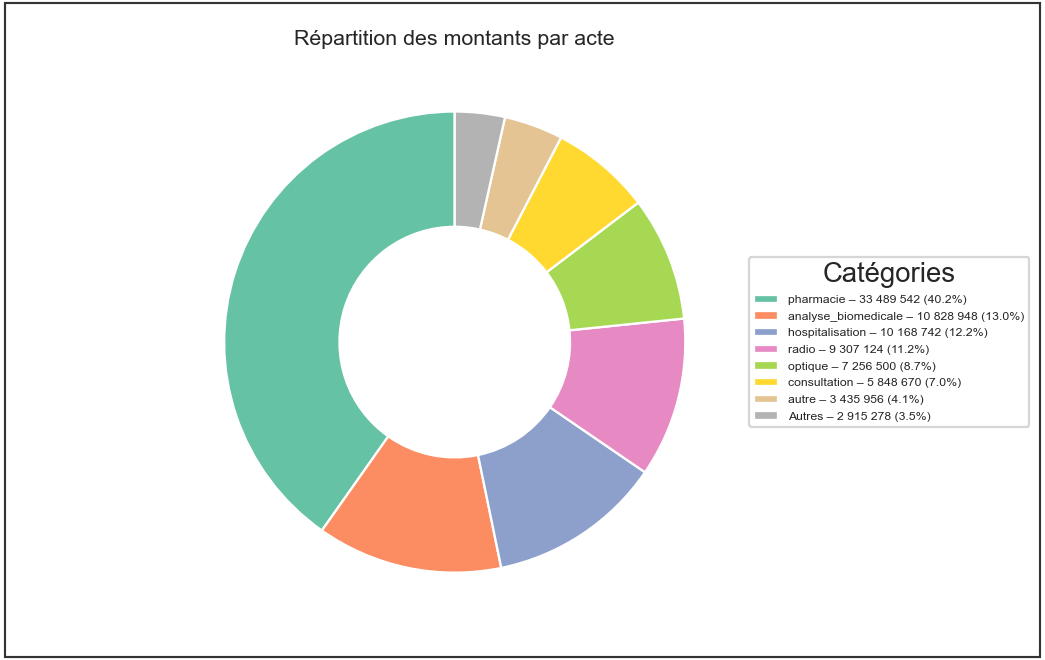 Répartition des montants par acte
Catégories
pharmacie – 33 489 542 (40.2%)
analyse_biomedicale – 10 828 948 (13.0%)
hospitalisation – 10 168 742 (12.2%)
radio – 9 307 124 (11.2%)
optique – 7 256 500 (8.7%)
consultation – 5 848 670 (7.0%)
autre – 3 435 956 (4.1%)
Autres – 2 915 278 (3.5%)